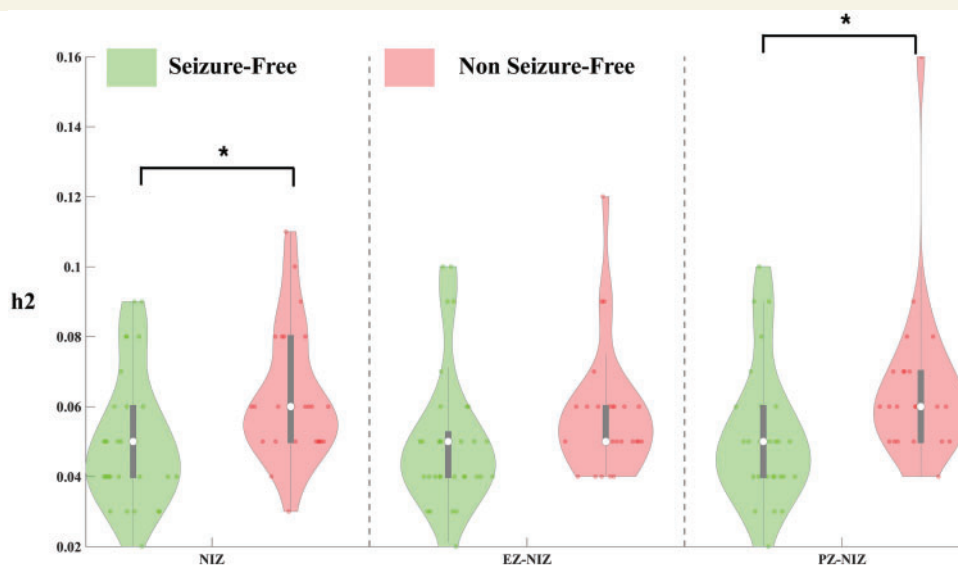 *
0.16
Seizure-Free
Non Seizure-Free
0.14
*
0.12
0.1
h2
0.08
0.06
0.04
0.02
NIZ
EZ-NIZ
PZ-NIZ